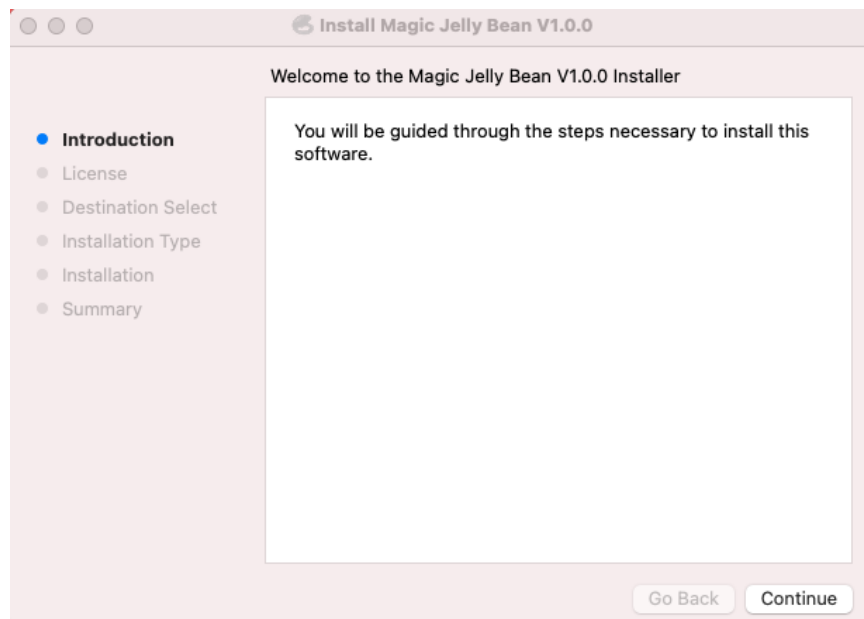 Install Magic Jelly Bean V1.0.0
Welcome to the Magic Jelly Bean V1.0.0 Installer
Introduction
License
Destination Select
Installation Type
Installation
Summary
You will be guided through the steps necessary to install this
software.
Go Back
Continue